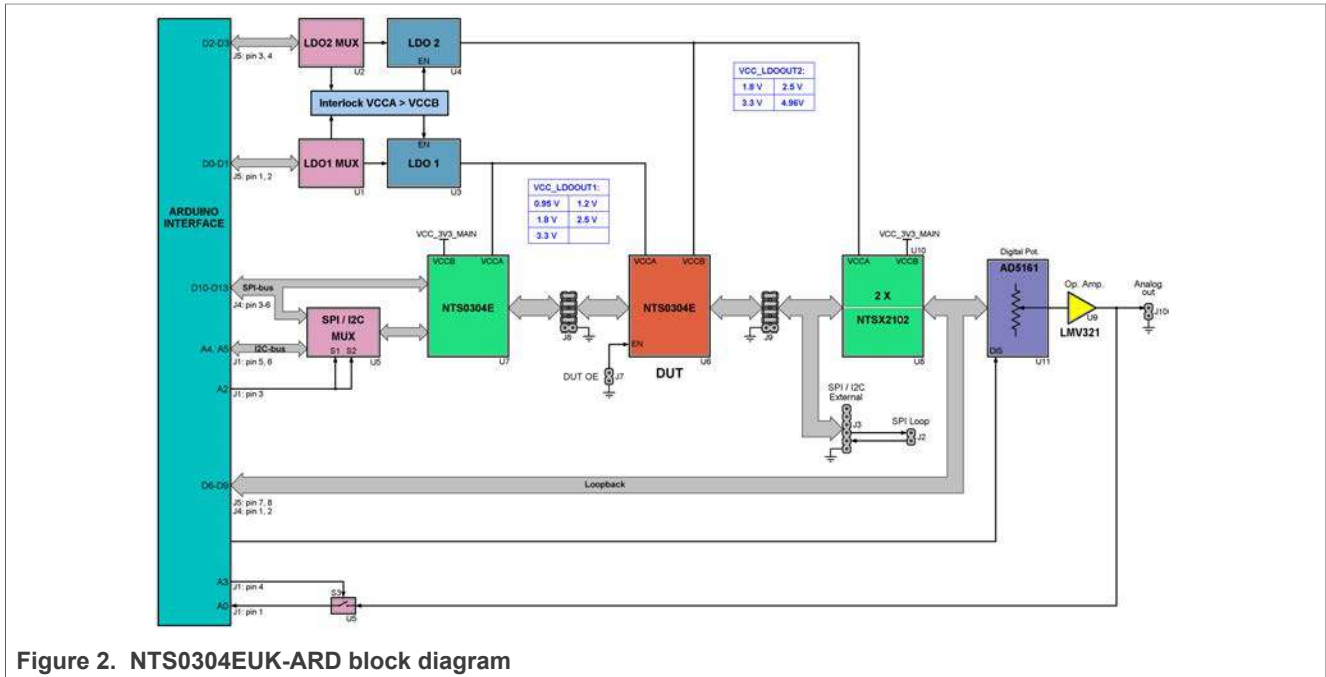 D2-D3
J5: pin 3, 4
LDO2 MUX
U2
LDO 2
EN
U4
Interlock VCCA > VCCB
D0-D1
J5: pin 1, 2
LDO1 MUX
U1
EN
LDO 1
U3
VCC_LDOOUT2:
1.8 V 2.5 V
3.3 V 4.96V
VCC_LDOOUT1:
0.95 V 1.2 V
1.8 V 2.5 V
3.3 V
ARDUINO
INTERFACE
VCC_3V3_MAIN
VCCB VCCA
NTS0304E
U7
J8
VCCA VCCB
NTS0304E
EN
U6
DUT
DUT OE
J7
J9
VCC_3V3_MAIN
U10
VCCA VCCB
2 X
NTSX2102
U8
Digital Pot.
AD5161
DIS
U11
Op. Amp.
U9
LMV321
Analog
out
J10
D10-D13
SPI-bus
J4: pin 3-6
SPI / I2C
MUX
S1 S2
U5
A4, A5
I2C-bus
J1: pin 5, 6
A2
J1: pin 3
SPI / I2C
External
J3
SPI Loop
J2
D6-D9
Loopback
J5: pin 7, 8
J4: pin 1, 2
A3
J1: pin 4
S3
U5
A0
J1: pin 1
Figure 2. NTS0304EUK-ARD block diagram